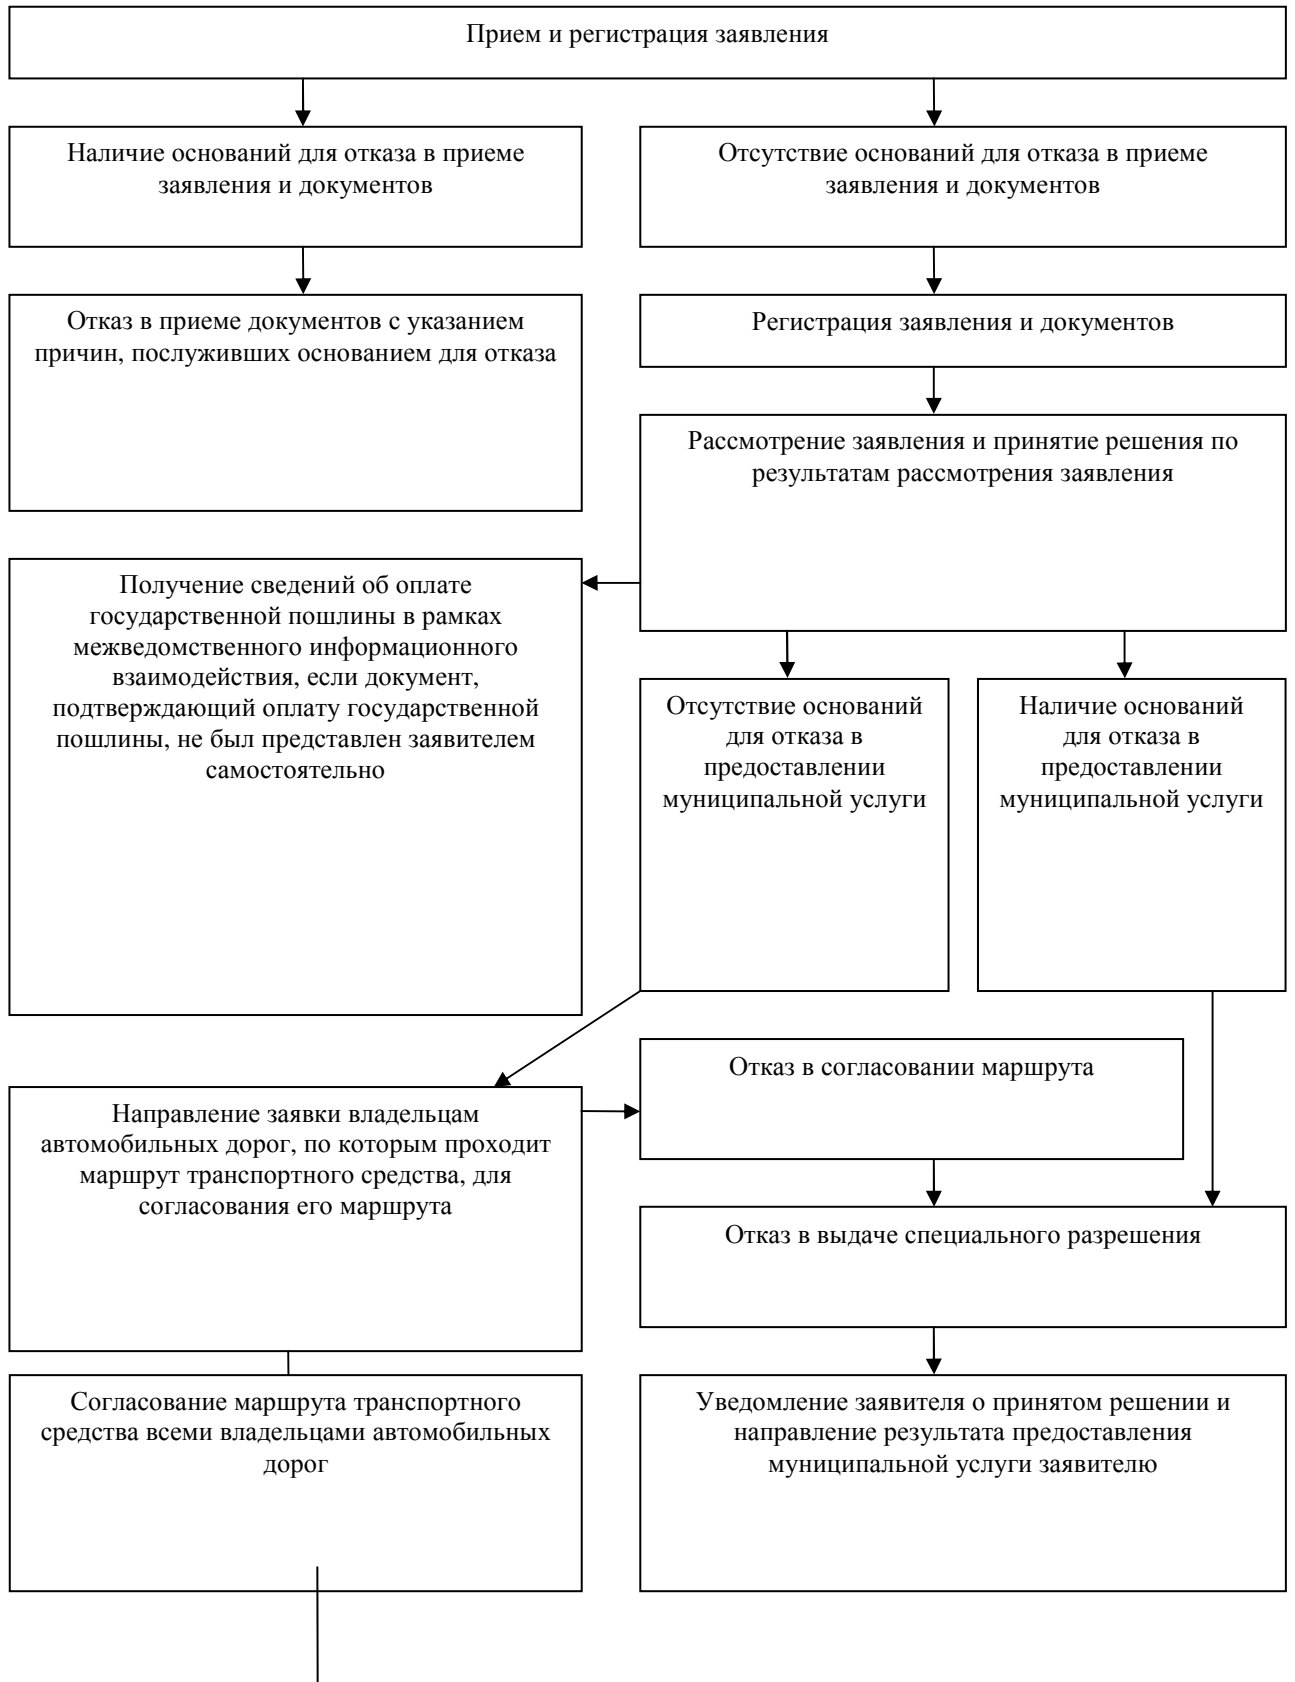 Прием и регистрация заявления
Наличие оснований для отказа в приеме
заявления и документов
Отсутствие оснований для отказа в приеме
заявления и документов
Отказ в приеме документов с указанием
причин, послуживших основанием для отказа
Регистрация заявления и документов
Рассмотрение заявления и принятие решения по
результатам рассмотрения заявления
Получение сведений об оплате
государственной пошлины в рамках
межведомственного информационного
взаимодействия, если документ,
подтверждающий оплату государственной
пошлины, не был представлен заявителем
самостоятельно
Отсутствие оснований
для отказа в
предоставлении
муниципальной услуги
Наличие оснований
для отказа в
предоставлении
муниципальной услуги
Отказ в согласовании маршрута
Направление заявки владельцам
автомобильных дорог, по которым проходит
маршрут транспортного средства, для
согласования его маршрута
Отказ в выдаче специального разрешения
Согласование маршрута транспортного
средства всеми владельцами автомобильных
дорог
Уведомление заявителя о принятом решении и
направление результата предоставления
муниципальной услуги заявителю